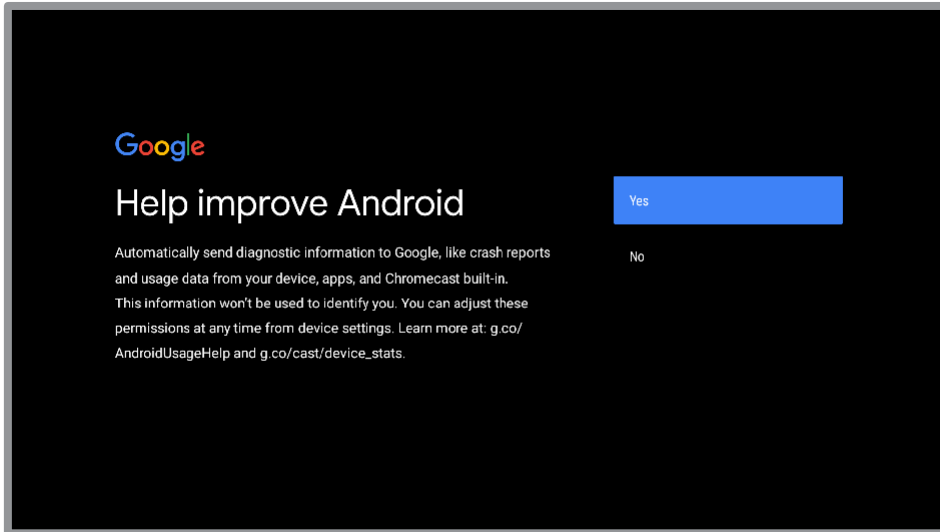 Google
Help improve Android
Automatically send diagnostic information to Google, like crash reports
and usage data from your device, apps, and Chromecast built-in.
This information won't be used to identify you. You can adjust these
permissions at any time from device settings. Learn more at: g.co/
AndroidUsageHelp and g.co/cast/device_stats.
Yes
No